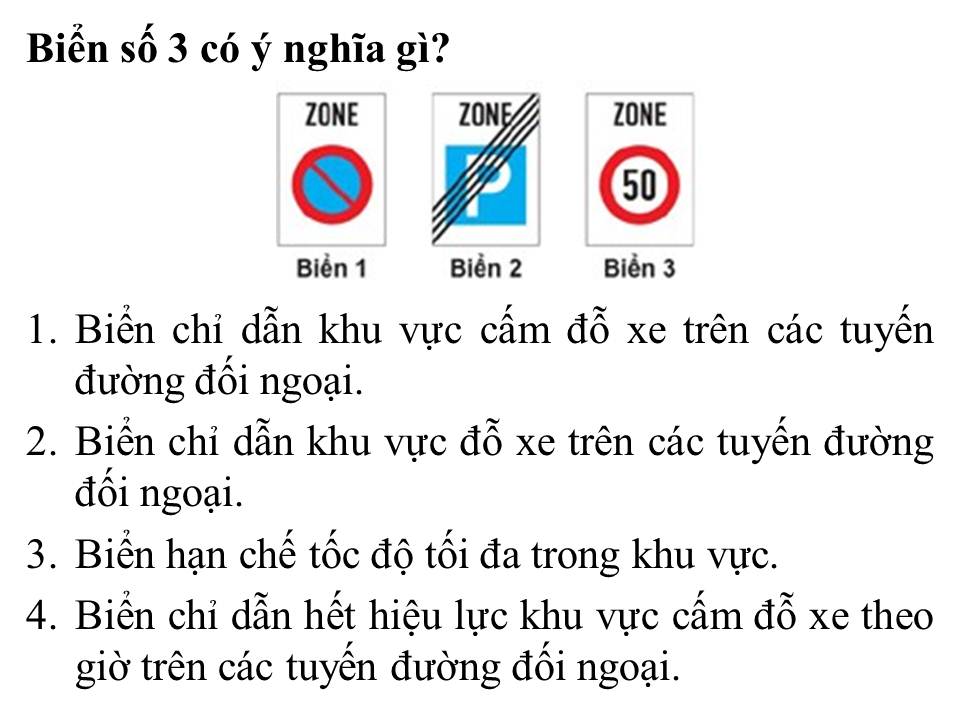 Biển số 3 có ý nghĩa gì?
ZONE ZONE ZONE
P 50
Biển 1 Biển 2 Biển 3
1. Biển chỉ dẫn khu vực cấm đỗ xe trên các tuyến
đường đối ngoại.
2. Biển chỉ dẫn khu vực đỗ xe trên các tuyến đường
đối ngoại.
3. Biển hạn chế tốc độ tối đa trong khu vực.
4. Biển chỉ dẫn hết hiệu lực khu vực cấm đỗ xe theo
giờ trên các tuyến đường đối ngoại.